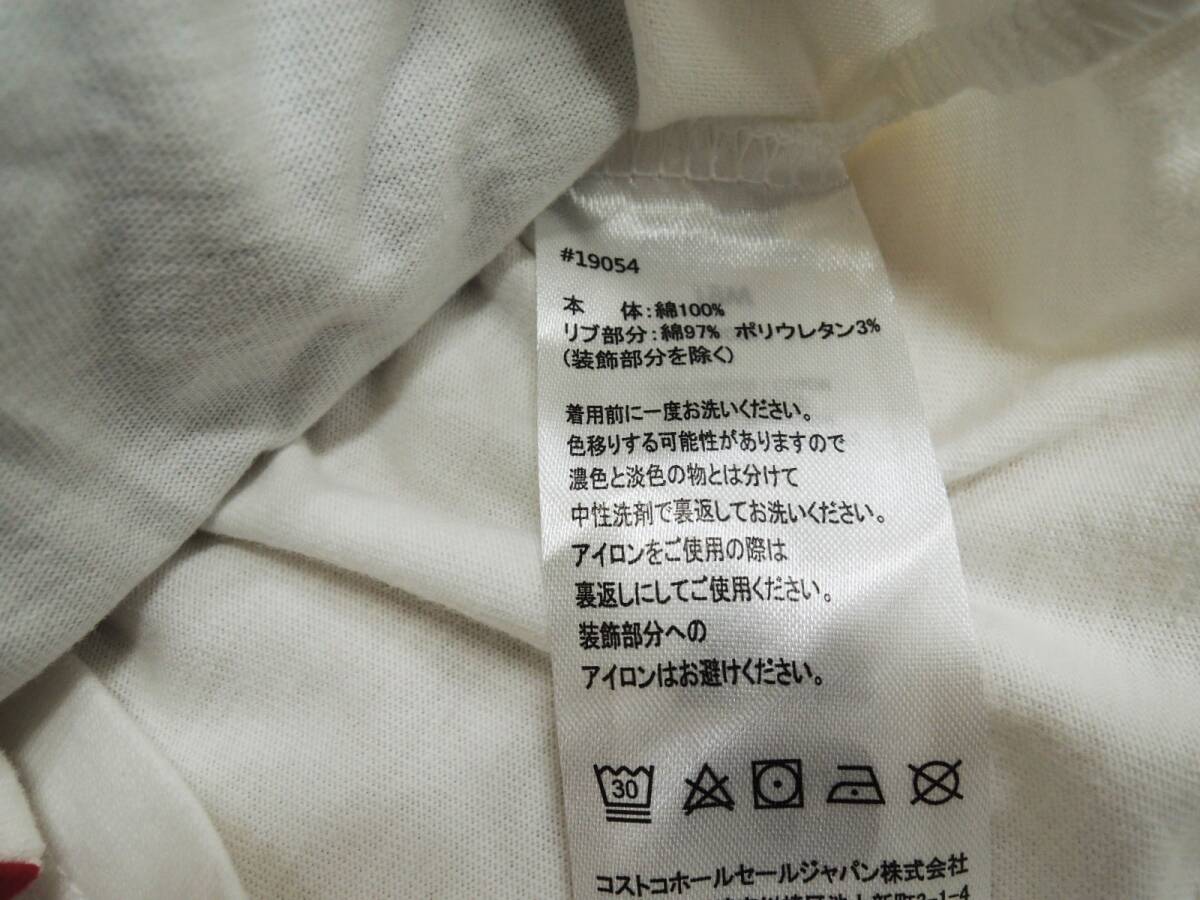 #19054
本　体：綿100%
リブ部分：綿97% ポリウレタン3%
(装飾部分を除く)
着用前に一度お洗いください。
色移りする可能性がありますので
濃色と淡色の物とは分けて
中性洗剤で裏返してお洗いください。
アイロンをご使用の際は
裏返しにしてご使用ください。
装飾部分への
アイロンはお避けください。
30
コストコホールセールジャパン株式会社
池上新町3-1-4